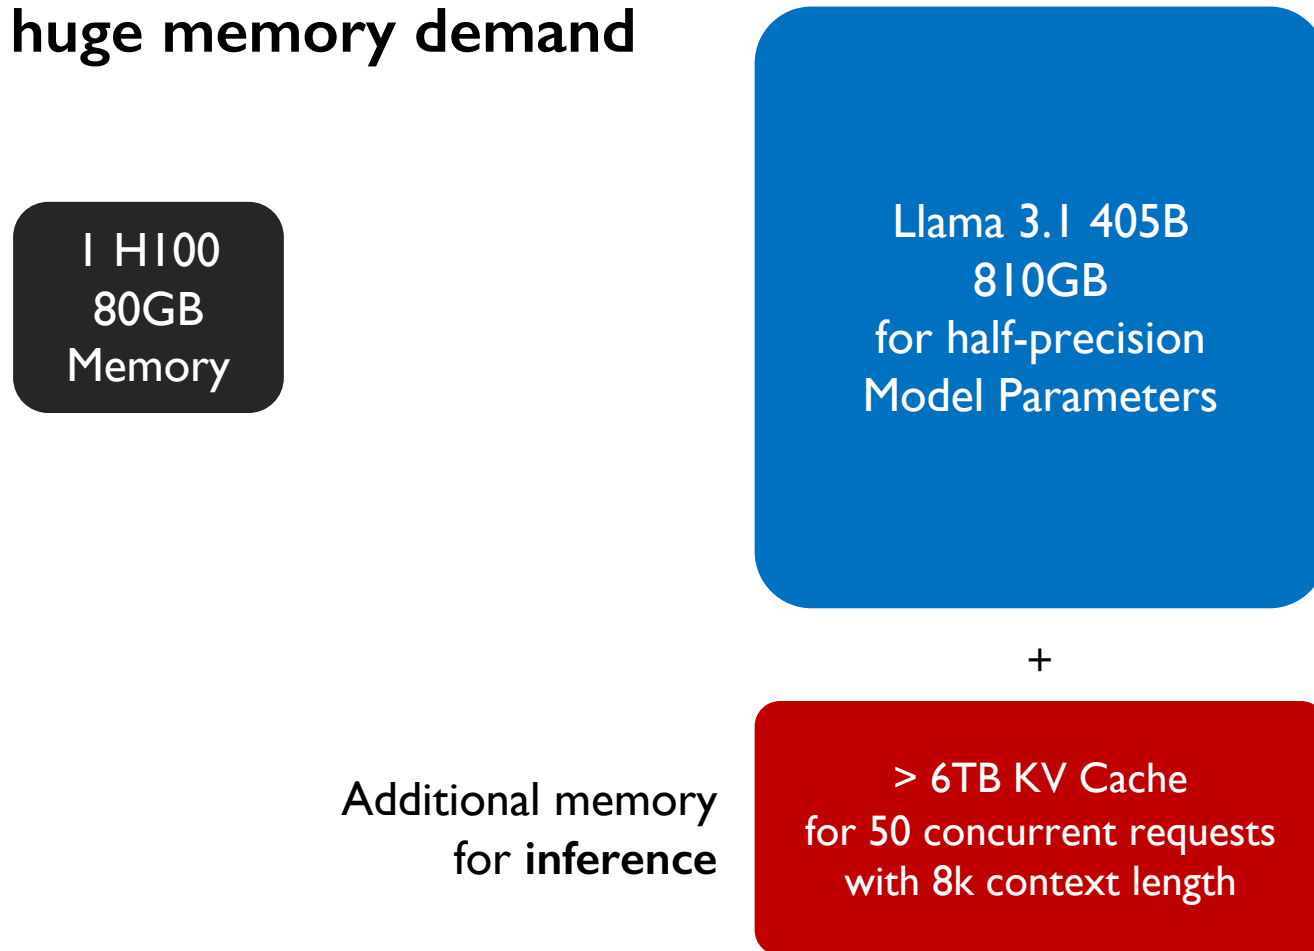 huge memory demand
1 H100
80GB
Memory
Llama 3.1 405B
810GB
for half-precision
Model Parameters
+
Additional memory
for inference
> 6TB KV Cache
for 50 concurrent requests
with 8k context length